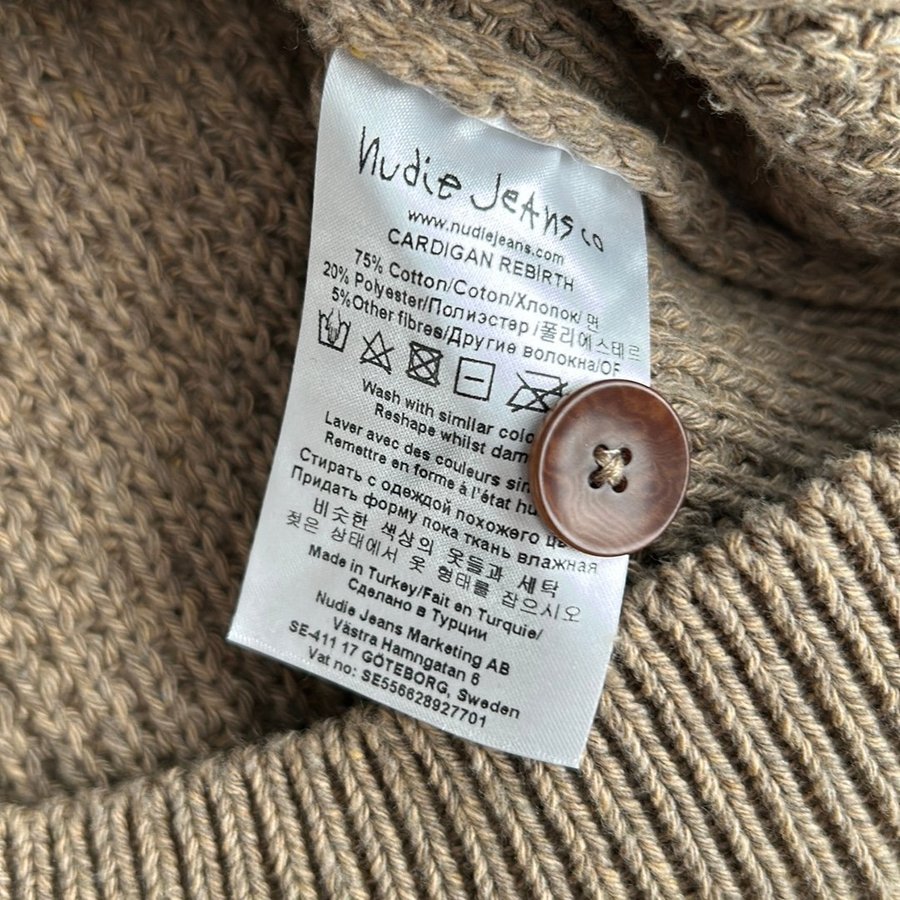 Nudie Jeans co
www.nudiejeans.com
CARDIGAN REBIRTH
75% Cotton/Coton/Хлопок/ 면
20% Polyester/Полиэстер /폴리에스테르
5%Other fibres/Другие волокна/OF
Wash with similar
Reshape whilst
Laver avec des couleurs
Remettre en forme à l'état
Стирать с одеждой похожего
Придать форму пока ткань влажная
비슷한 색상의 옷들과 세탁
젖은 상태에서 옷 형태를 잡으시오
Made in Turkey/Fait en Turquie/
Сделано в Турции
Nudie Jeans Marketing AB
Västra Hamngatan 6
SE-411 17 GÖTEBORG, Sweden
Vat no: SE556628927701